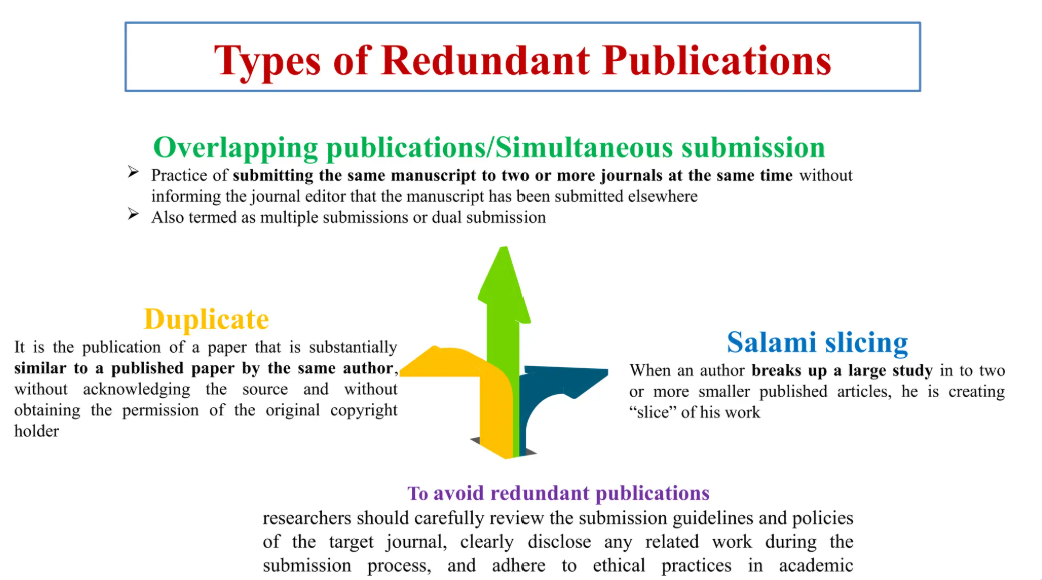 Types of Redundant Publications
Overlapping publications/Simultaneous submission
➢ Practice of submitting the same manuscript to two or more journals at the same time without
informing the journal editor that the manuscript has been submitted elsewhere
➢ Also termed as multiple submissions or dual submission
Duplicate
It is the publication of a paper that is substantially
similar to a published paper by the same author,
without acknowledging the source and without
obtaining the permission of the original copyright
holder
Salami slicing
When an author breaks up a large study in to two
or more smaller published articles, he is creating
“slice” of his work
To avoid redundant publications
researchers should carefully review the submission guidelines and policies
of the target journal, clearly disclose any related work during the
submission process, and adhere to ethical practices in academic